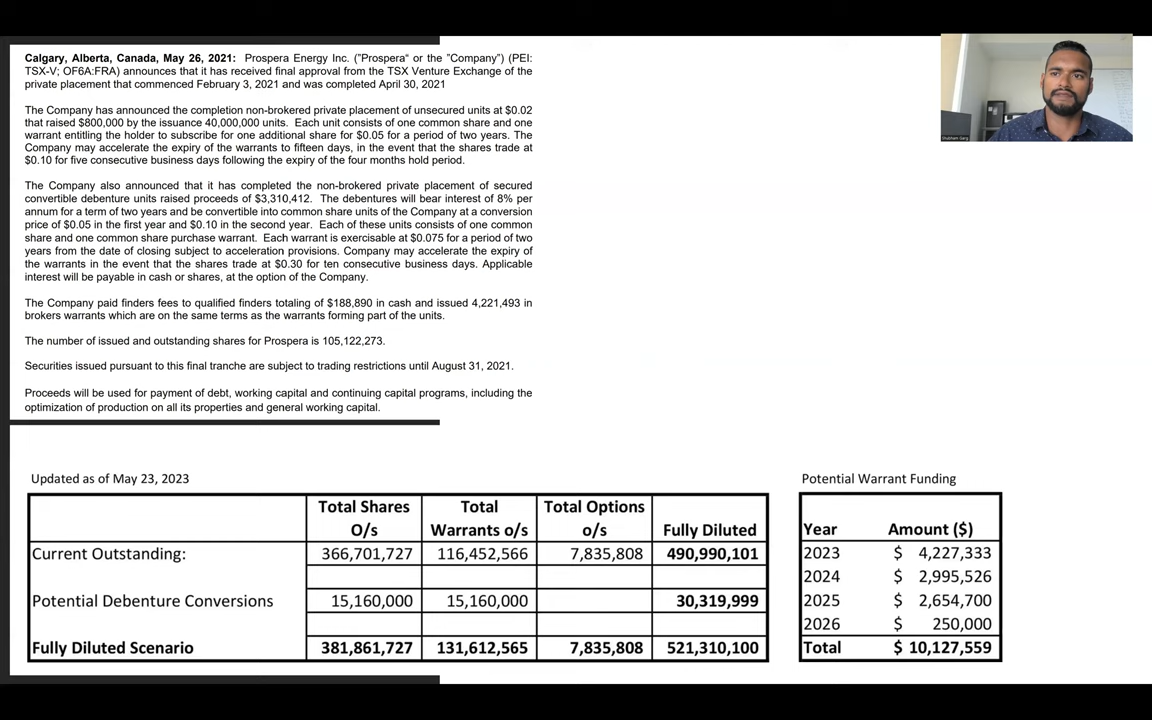 Calgary, Alberta, Canada, May 26, 2021: Prospera Energy Inc. ("Prospera" or the "Company") (PEI:
TSX-V; OF6A:FRA) announces that it has received final approval from the TSX Venture Exchange of the
private placement that commenced February 3, 2021 and was completed April 30, 2021
The Company has announced the completion non-brokered private placement of unsecured units at $0.02
that raised $800,000 by the issuance 40,000,000 units. Each unit consists of one common share and one
warrant entitling the holder to subscribe for one additional share for $0.05 for a period of two years. The
Company may accelerate the expiry of the warrants to fifteen days, in the event that the shares trade at
$0.10 for five consecutive business days following the expiry of the four months hold period.
The Company also announced that it has completed the non-brokered private placement of secured
convertible debenture units raised proceeds of $3,310,412. The debentures will bear interest of 8% per
annum for a term of two years and be convertible into common share units of the Company at a conversion
price of $0.05 in the first year and $0.10 in the second year. Each of these units consists of one common
share and one common share purchase warrant. Each warrant is exercisable at $0.075 for a period of two
years from the date of closing subject to acceleration provisions. Company may accelerate the expiry of
the warrants in the event that the shares trade at $0.30 for ten consecutive business days. Applicable
interest will be payable in cash or shares, at the option of the Company.
The Company paid finders fees to qualified finders totaling of $188,890 in cash and issued 4,221,493 in
brokers warrants which are on the same terms as the warrants forming part of the units.
The number of issued and outstanding shares for Prospera is 105,122,273.
Securities issued pursuant to this final tranche are subject to trading restrictions until August 31, 2021.
Proceeds will be used for payment of debt, working capital and continuing capital programs, including the
optimization of production on all its properties and general working capital.
Shubham Garg
Updated as of May 23, 2023
Total Shares O/s Total Warrants o/s Total Options o/s Fully Diluted
Current Outstanding: 366,701,727 116,452,566 7,835,808 490,990,101
Potential Debenture Conversions 15,160,000 15,160,000 30,319,999
Fully Diluted Scenario 381,861,727 131,612,565 7,835,808 521,310,100
Potential Warrant Funding
Year Amount ($)
2023 $ 4,227,333
2024 $ 2,995,526
2025 $ 2,654,700
2026 $ 250,000
Total $ 10,127,559